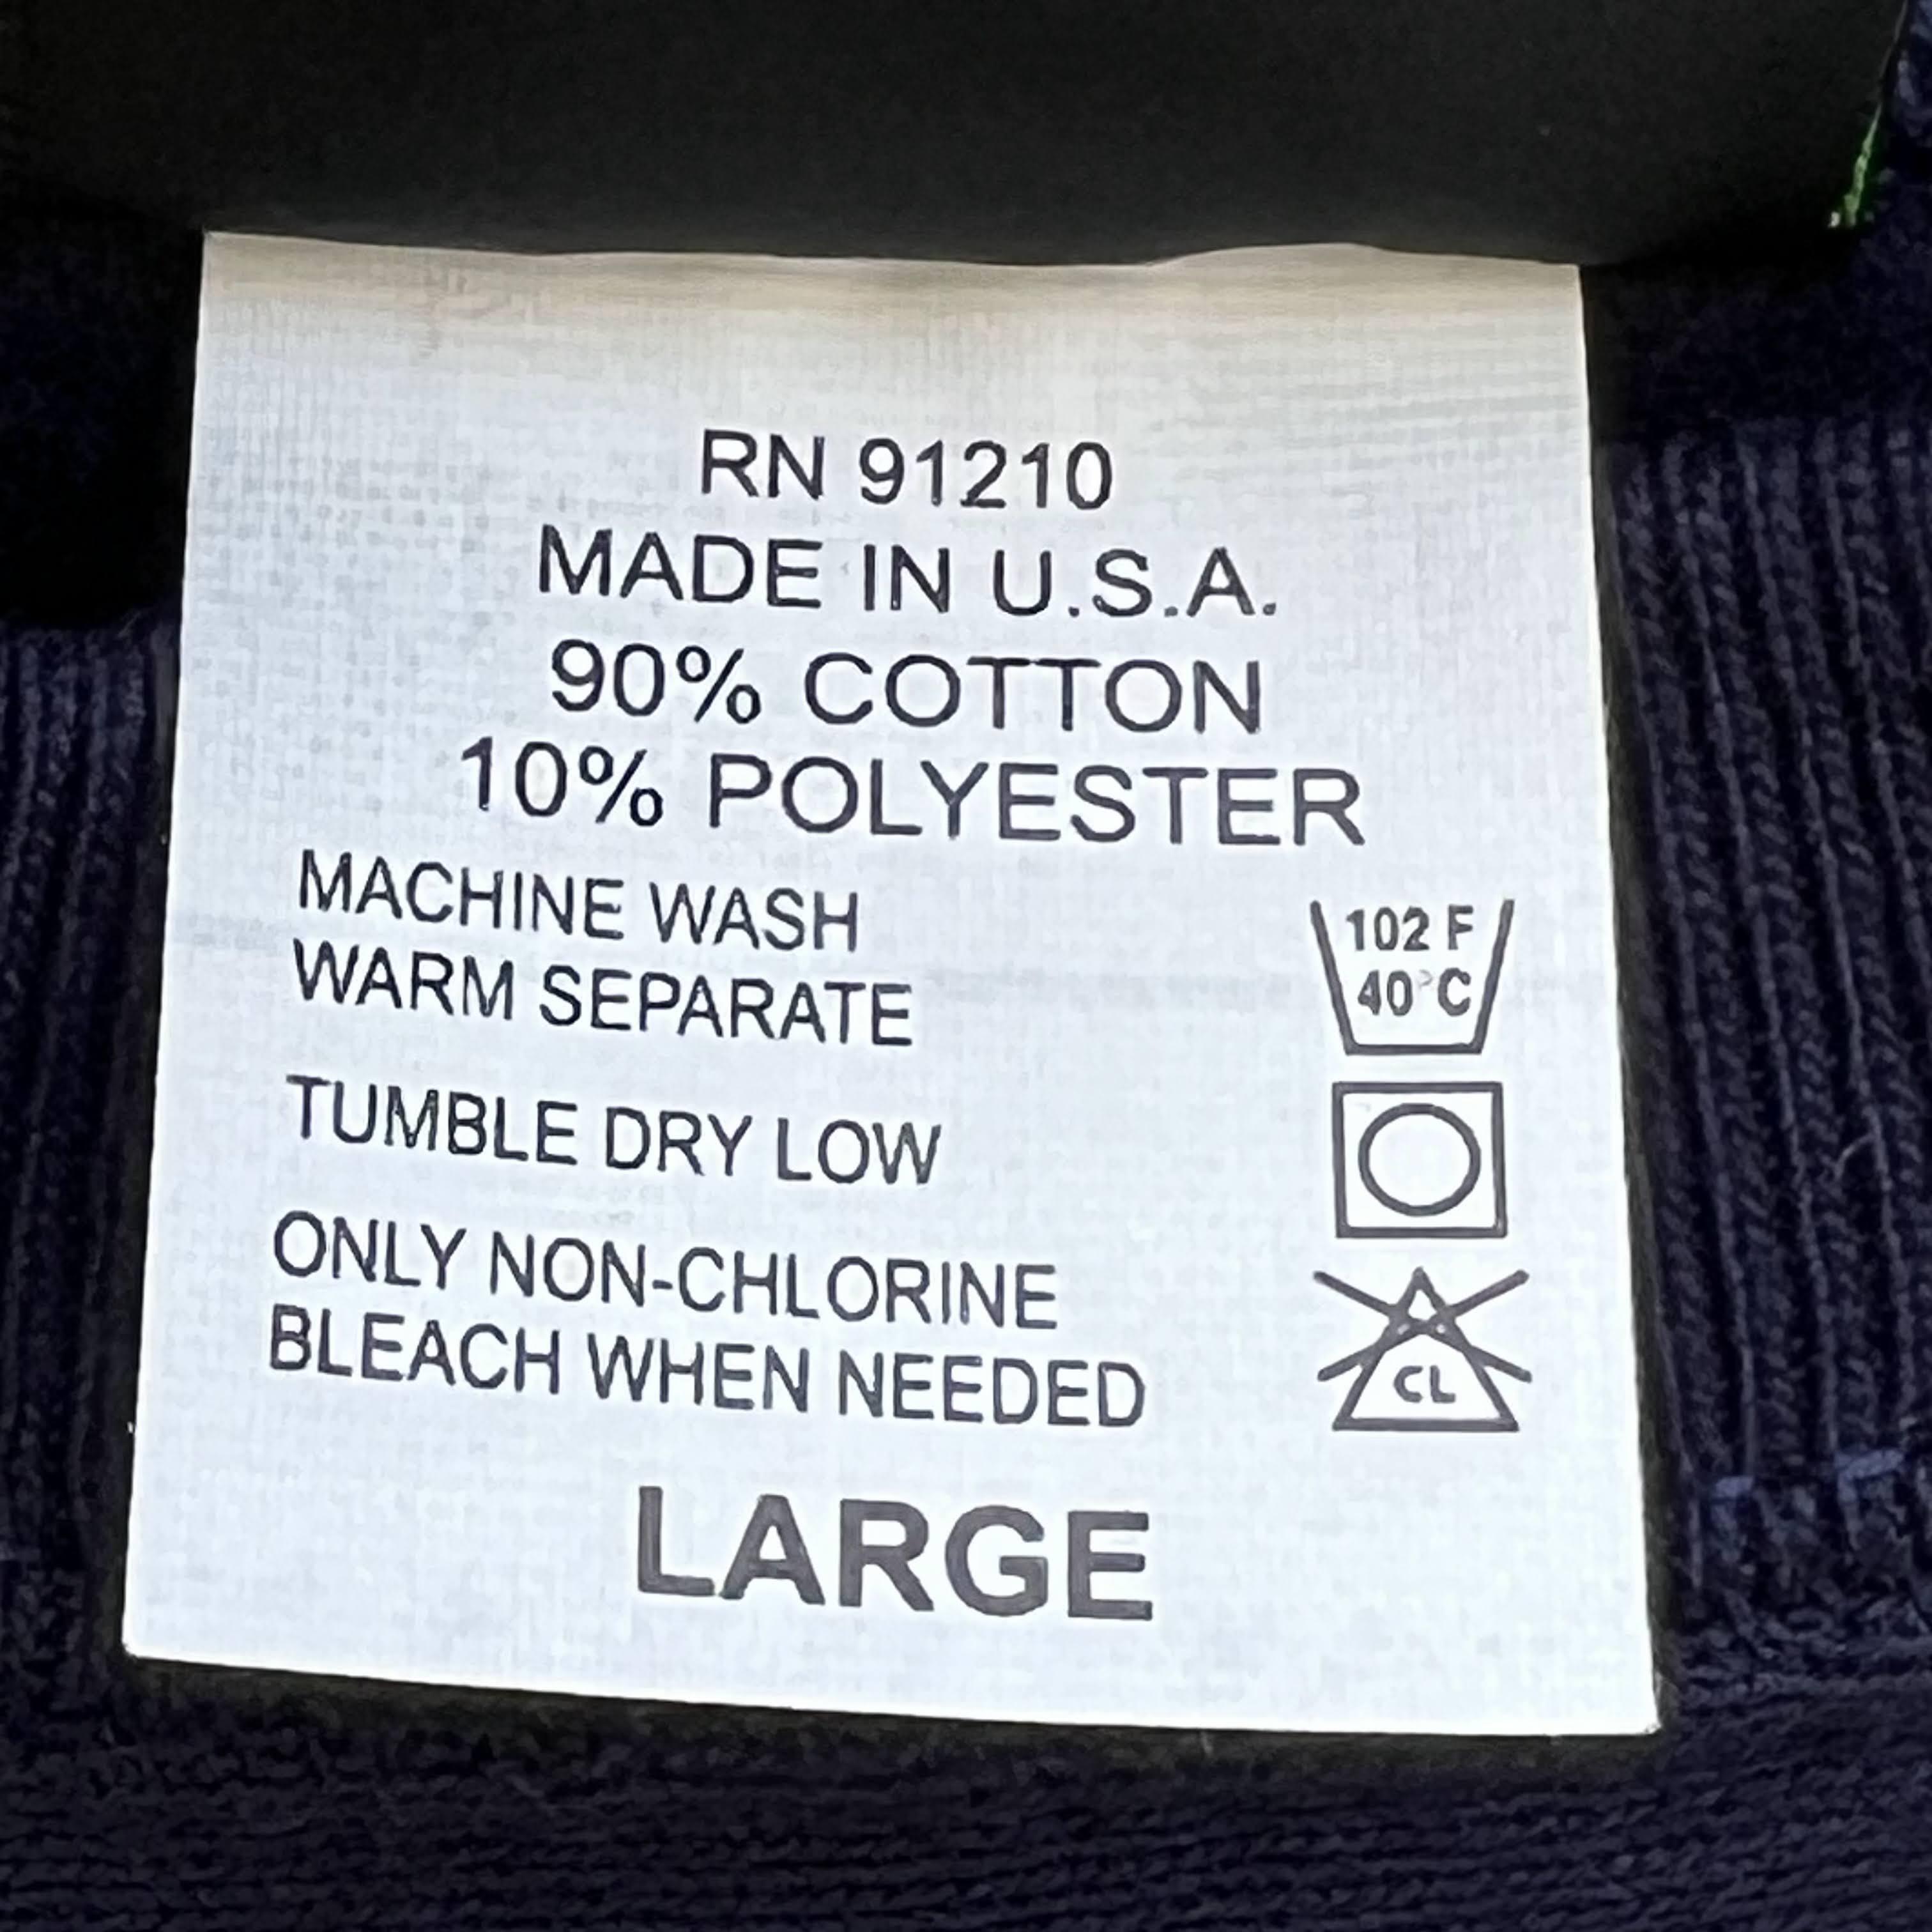 RN 91210
MADE IN U.S.A.
90% COTTON
10% POLYESTER
MACHINE WASH
WARM SEPARATE
102 F
40°C
TUMBLE DRY LOW
ONLY NON-CHLORINE
BLEACH WHEN NEEDED
CL
LARGE